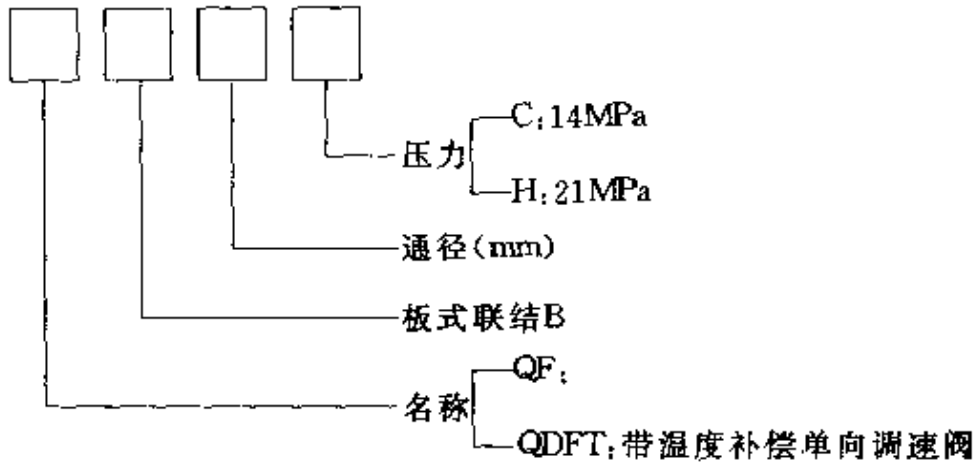 C:14MPa
压力
H:21MPa
通径(mm)
板式联结B
QF:
名称
QDFT:带温度补偿单向调速阀